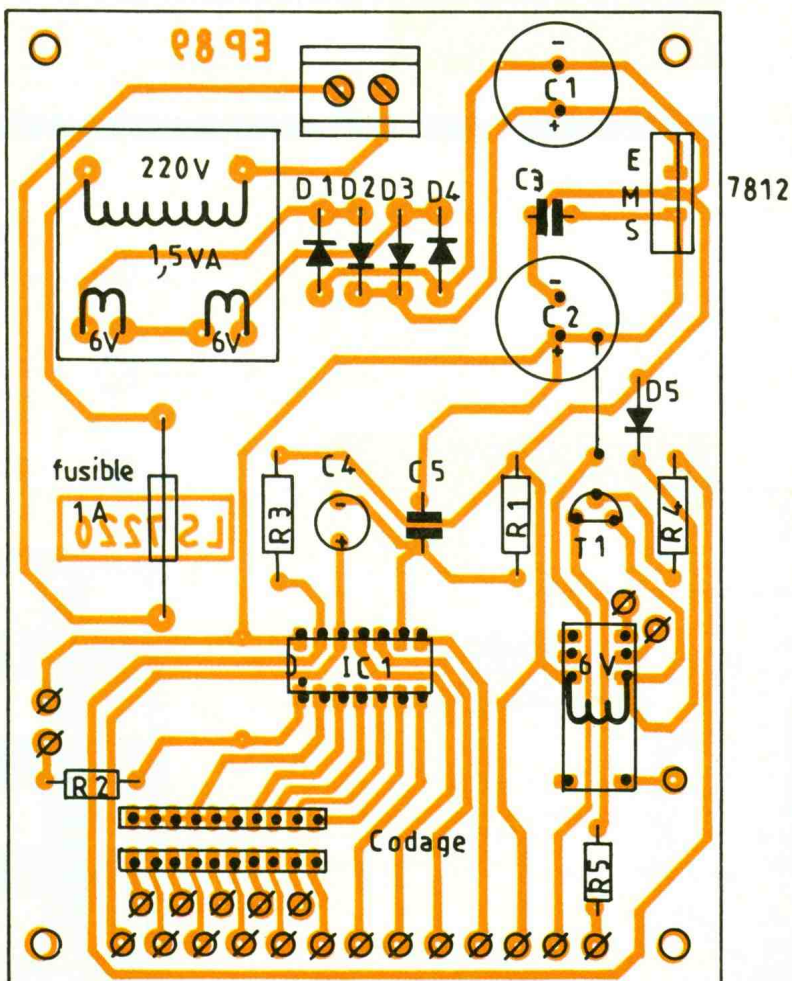 EP89
C1
+
-
220V
D1 D2 D3 D4
C3
E
M
S
7812
1,5VA
6V
6V
-
C2
+
D5
fusible
1A
LS7220
R3
C4
-
+
C5
R1
R4
T1
IC1
6V
R2
Codage
R5